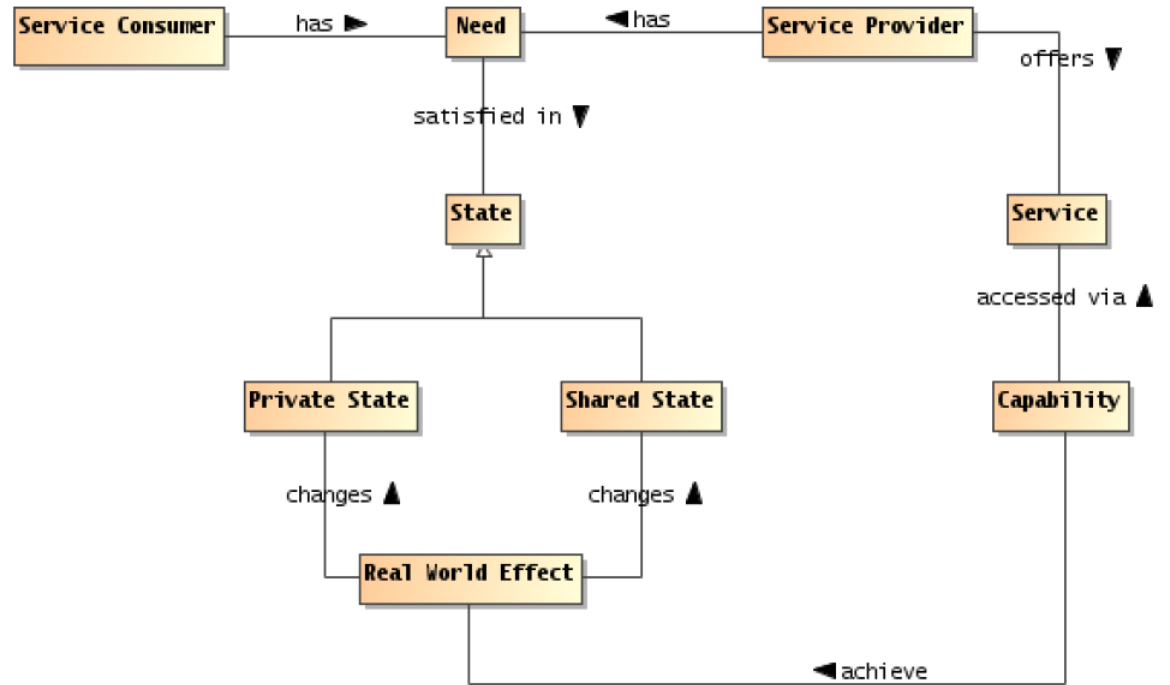 Service Consumer
has
Need
has
Service Provider
offers
satisfied in
State
Service
accessed via
Private State
Shared State
Capability
changes
changes
Real World Effect
achieve